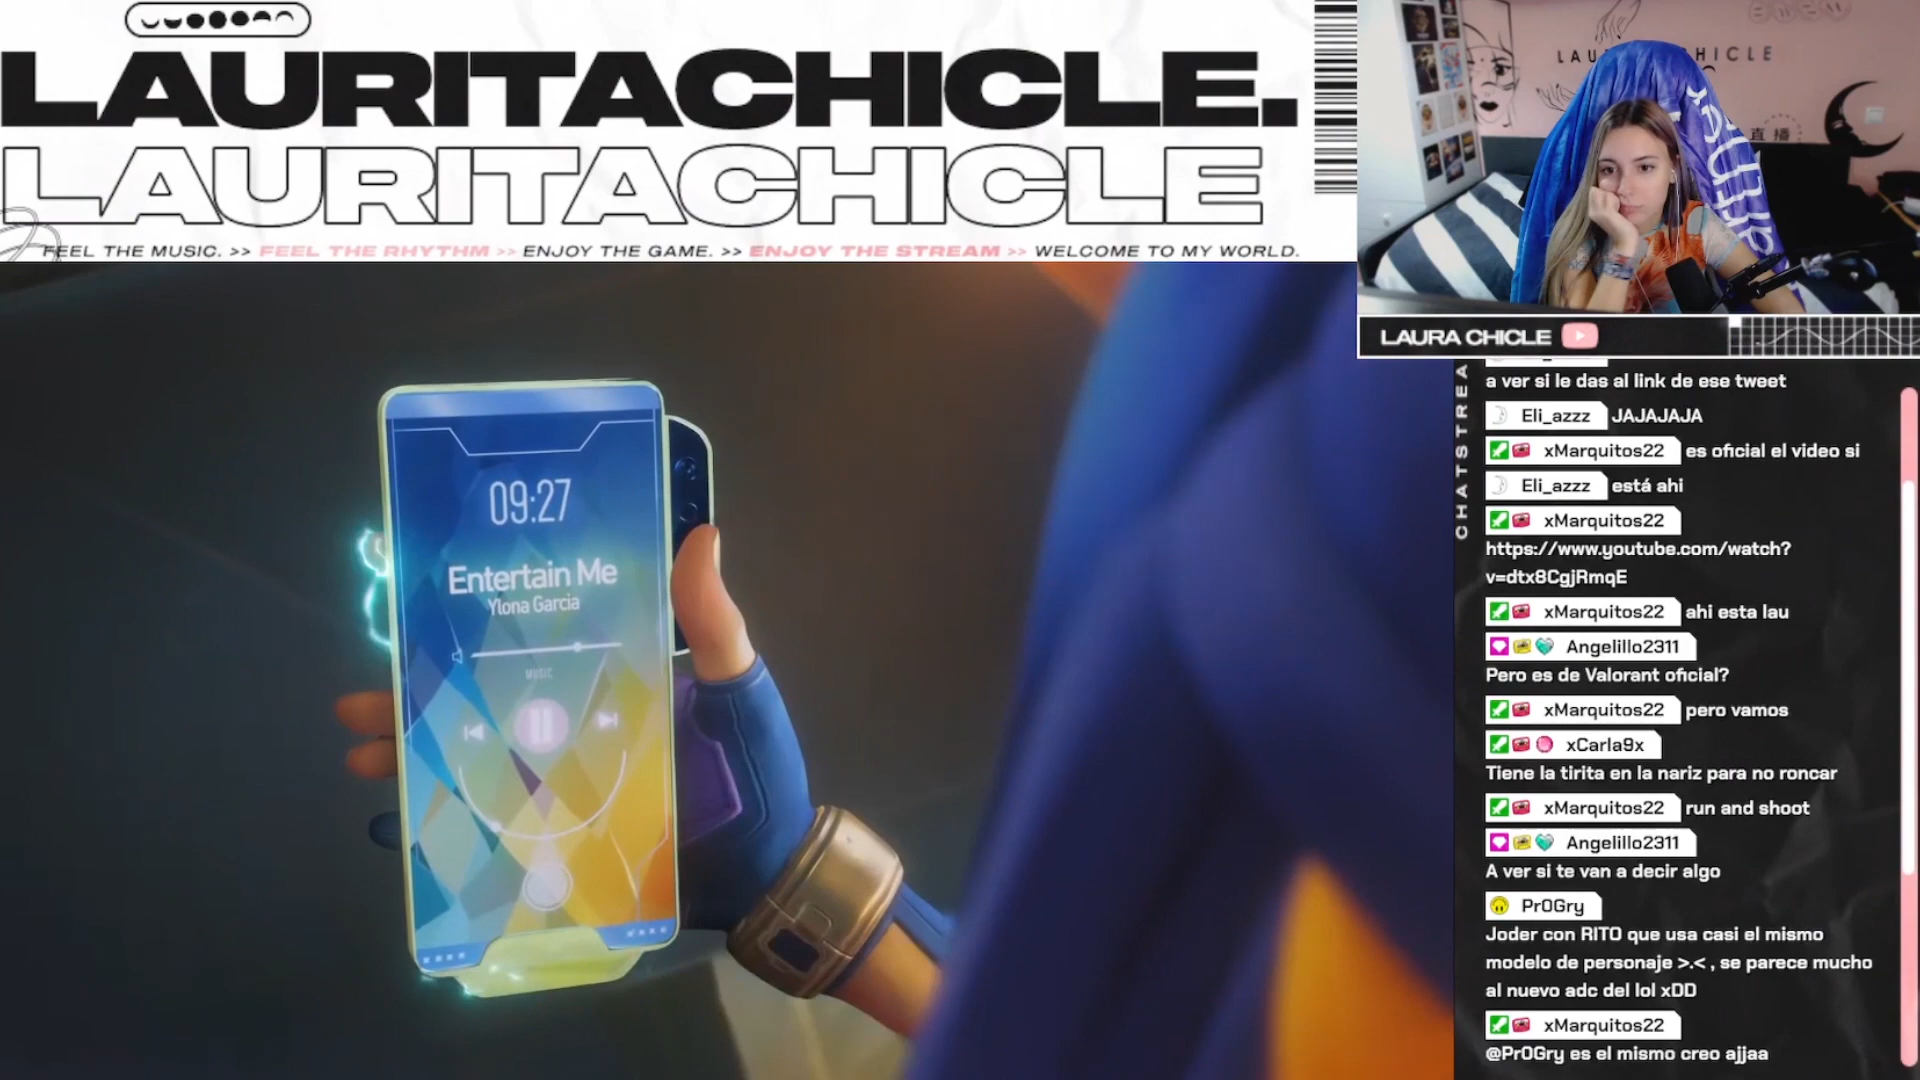 LAURITACHICLE.
LAURITACHICLE
FEEL THE MUSIC. >> FEEL THE RHYTHM >> ENJOY THE GAME. >> ENJOY THE STREAM >> WELCOME TO MY WORLD.
直播
LAURA CHICLE
CHATSTREA
09:27
Entertain Me
Ylona Garcia
MUSIC
a ver si le das al link de ese tweet
Eli_azzz JAJAJAJA
xMarquitos22 es oficial el video si
Eli_azzz está ahi
xMarquitos22
https://www.youtube.com/watch?
v=dtx8CgjRmqE
xMarquitos22 ahi esta lau
Angelillo2311
Pero es de Valorant oficial?
xMarquitos22 pero vamos
xCarla9x
Tiene la tirita en la nariz para no roncar
xMarquitos22 run and shoot
Angelillo2311
A ver si te van a decir algo
Pr0Gry
Joder con RITO que usa casi el mismo
modelo de personaje >.< , se parece mucho
al nuevo adc del lol xDD
xMarquitos22
@Pr0Gry es el mismo creo ajjaa